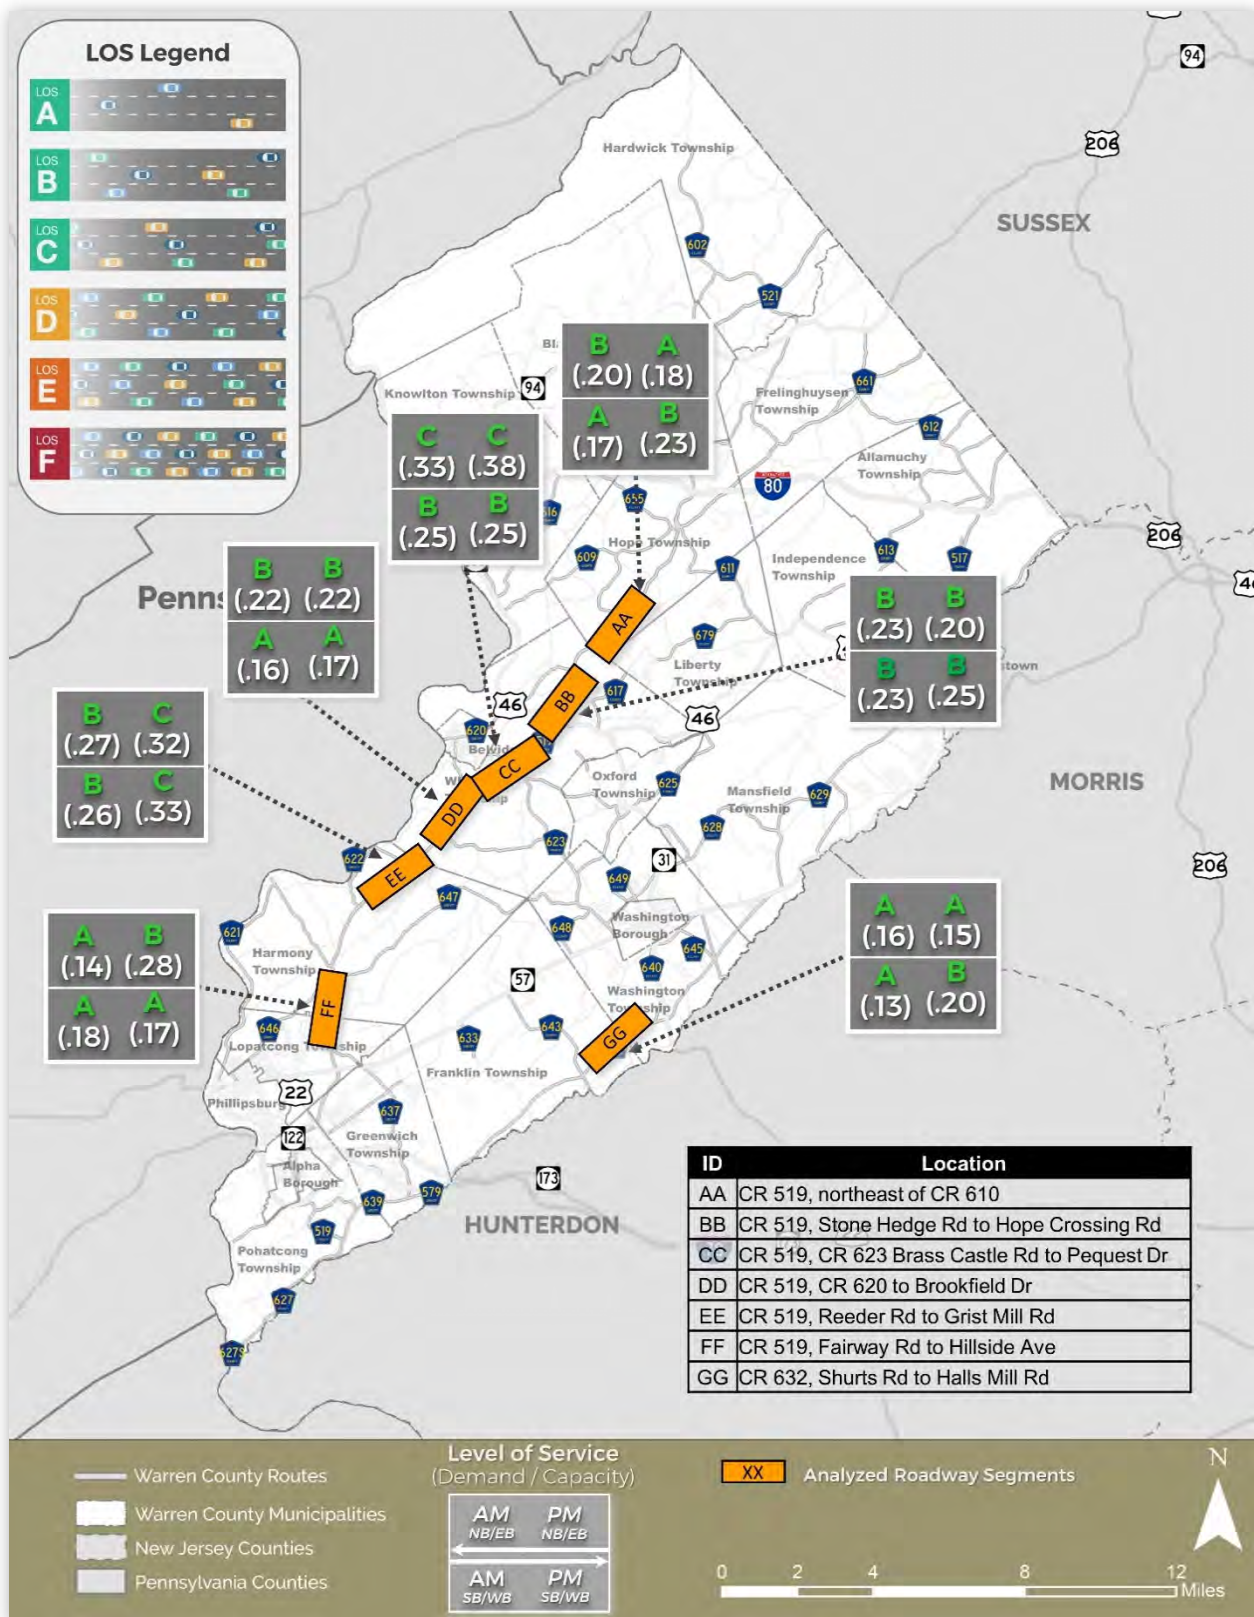 LOS Legend
LOS
A
LOS
B
LOS
C
LOS
D
LOS
E
LOS
F
94
206
SUSSEX
Hardwick Township
602
521
Knowlton Township
94
B A
(.20) (.18)
A B
(.17) (.23)
661
Frelinghuysen
Township
612
Allamuchy
Township
80
C C
(.33) (.38)
B B
(.25) (.25)
655
Hope Township
609
611
613
517
Independence
Township
206
46
B B
(.22) (.22)
A A
(.16) (.17)
AA
679
Liberty
Township
B B
(.23) (.20)
B B
(.23) (.25)
617
BB
46
46
620
B C
(.27) (.32)
B C
(.26) (.33)
CC
DD
Oxford
Township
625
Mansfield
Township
629
MORRIS
628
623
31
206
622
EE
647
649
Washington
Borough
648
645
640
A B
(.14) (.28)
A A
(.18) (.17)
621
Harmony
Township
57
Washington
Township
A A
(.16) (.15)
A B
(.13) (.20)
FF
646
Lopatcong Township
633
643
GG
Franklin Township
22
Phillipsburg
637
122
Greenwich
Township
Alpha
Borough
173
639
579
HUNTERDON
519
Pohatcong
Township
627
627S
ID Location
AA CR 519, northeast of CR 610
BB CR 519, Stone Hedge Rd to Hope Crossing Rd
CC CR 519, CR 623 Brass Castle Rd to Pequest Dr
DD CR 519, CR 620 to Brookfield Dr
EE CR 519, Reeder Rd to Grist Mill Rd
FF CR 519, Fairway Rd to Hillside Ave
GG CR 632, Shurts Rd to Halls Mill Rd
Warren County Routes
Warren County Municipalities
New Jersey Counties
Pennsylvania Counties
Level of Service
(Demand / Capacity)
AM PM
NB/EB NB/EB
AM PM
SB/WB SB/WB
XX Analyzed Roadway Segments
N
0 2 4 8 12
Miles